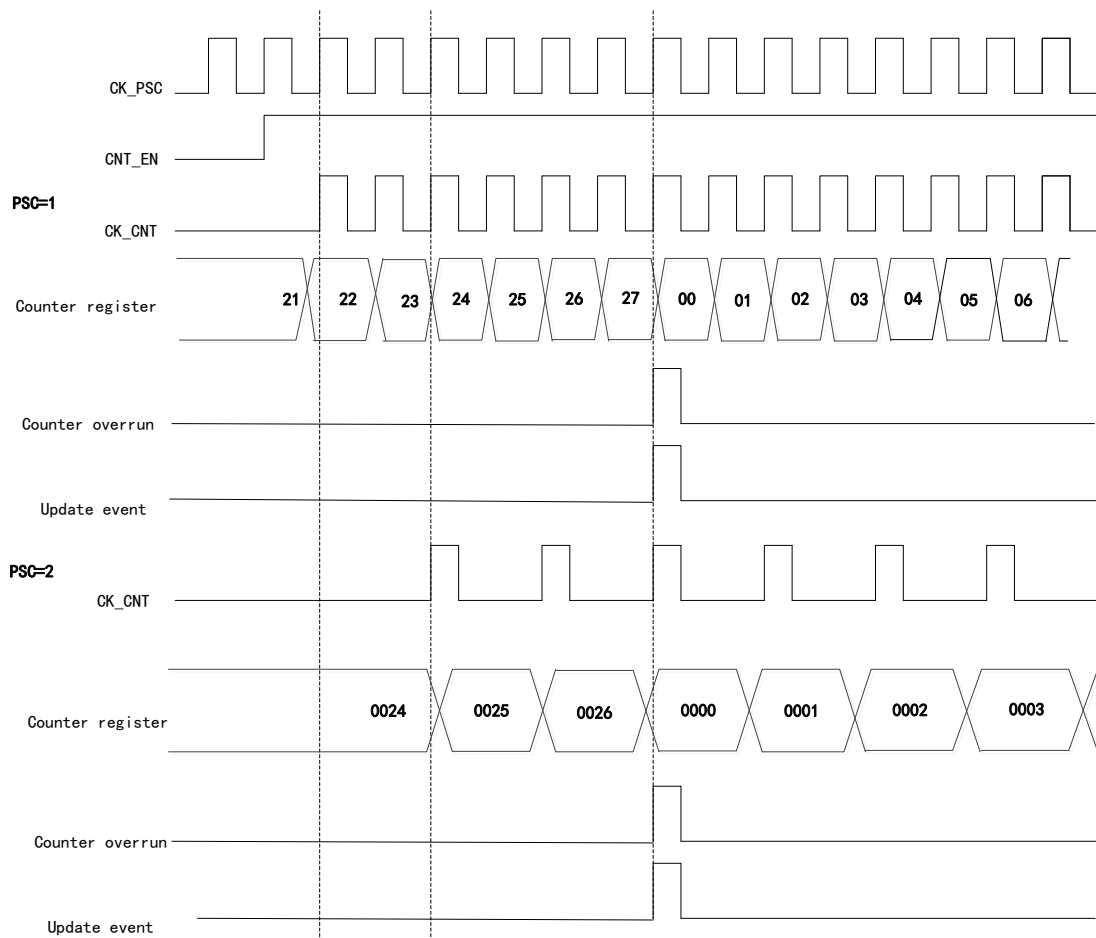 CK_PSC
CNT_EN
PSC=1
CK_CNT
Counter register 21 22 23 24 25 26 27 00 01 02 03 04 05 06
Counter overrun
Update event
PSC=2
CK_CNT
Counter register 0024 0025 0026 0000 0001 0002 0003
Counter overrun
Update event